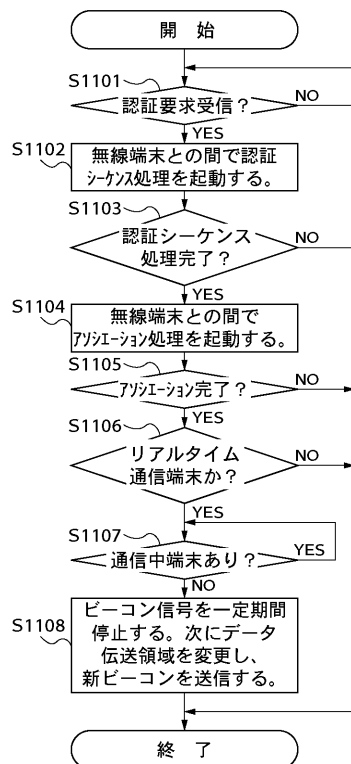 開 始
S1101
認証要求受信？
NO
YES
S1102
無線端末との間で認証
ｼｰｹﾝｽ処理を起動する。
S1103
認証シーケンス
処理完了？
NO
YES
S1104
無線端末との間で
ｱｿｼｴｰｼｮﾝ処理を起動する。
S1105
ｱｿｼｴｰｼｮﾝ完了？
NO
YES
S1106
リアルタイム
通信端末か？
NO
YES
S1107
通信中端末あり？
YES
NO
S1108
ビーコン信号を一定期間
停止する。次にデータ
伝送領域を変更し、
新ビーコンを送信する。
終 了